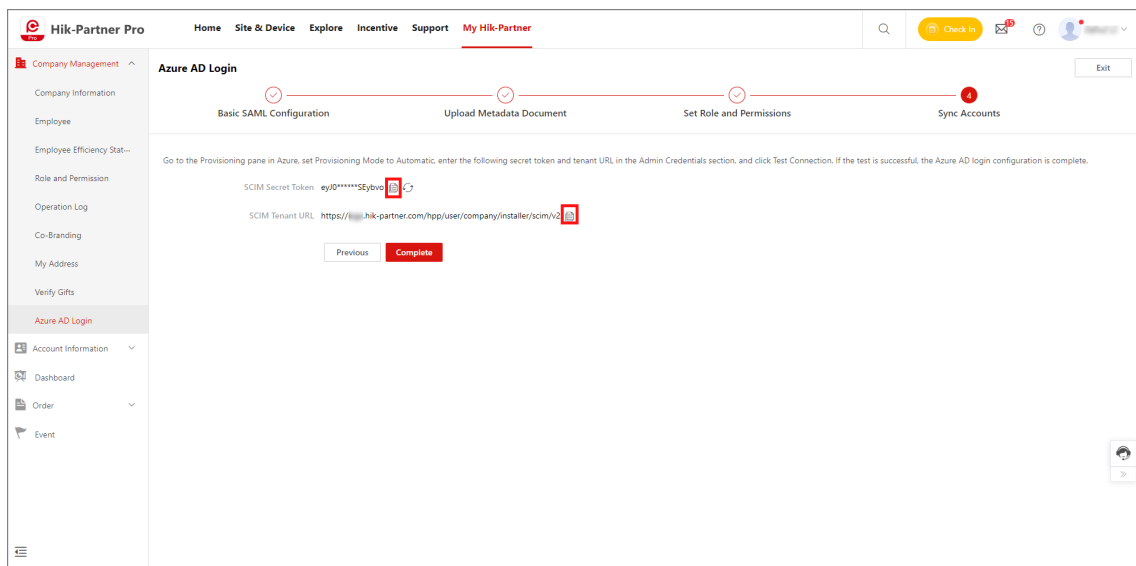 Hik-Partner Pro
Pro
Home Site & Device Explore Incentive Support My Hik-Partner
Check In
15
Company Management
Company Information
Employee
Employee Efficiency Stat...
Role and Permission
Operation Log
Co-Branding
My Address
Verify Gifts
Azure AD Login
Account Information
Dashboard
Order
Event
Azure AD Login
Exit
4
Basic SAML Configuration Upload Metadata Document Set Role and Permissions Sync Accounts
Go to the Provisioning pane in Azure, set Provisioning Mode to Automatic, enter the following secret token and tenant URL in the Admin Credentials section, and click Test Connection. If the test is successful, the Azure AD login configuration is complete.
SCIM Secret Token eyJ0******SEybvo
SCIM Tenant URL https:// .hik-partner.com/hpp/user/company/installer/scim/v2
Previous Complete